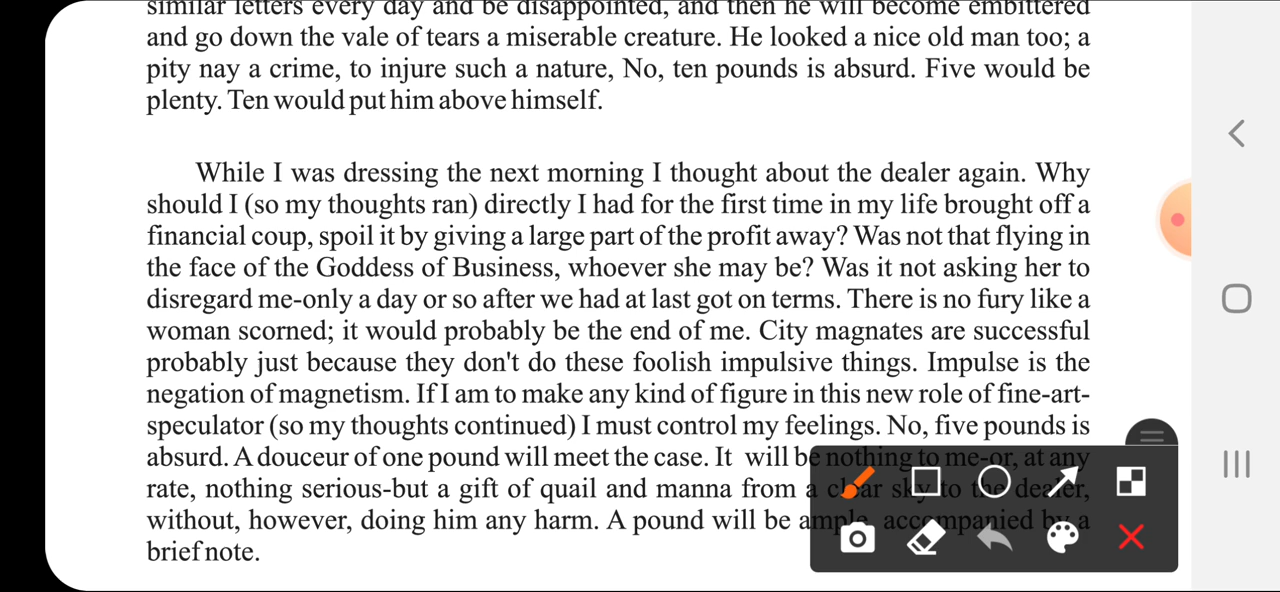 similar letters every day and be disappointed, and then he will become embittered
and go down the vale of tears a miserable creature. He looked a nice old man too; a
pity nay a crime, to injure such a nature, No, ten pounds is absurd. Five would be
plenty. Ten would put him above himself.
While I was dressing the next morning I thought about the dealer again. Why
should I (so my thoughts ran) directly I had for the first time in my life brought off a
financial coup, spoil it by giving a large part of the profit away? Was not that flying in
the face of the Goddess of Business, whoever she may be? Was it not asking her to
disregard me-only a day or so after we had at last got on terms. There is no fury like a
woman scorned; it would probably be the end of me. City magnates are successful
probably just because they don't do these foolish impulsive things. Impulse is the
negation of magnetism. If I am to make any kind of figure in this new role of fine-art-
speculator (so my thoughts continued) I must control my feelings. No, five pounds is
absurd. A douceur of one pound will meet the case. It will be nothing to me-or, at any
rate, nothing serious-but a gift of quail and manna from a clear sky to the dealer,
without, however, doing him any harm. A pound will be ample, accompanied by a
brief note.